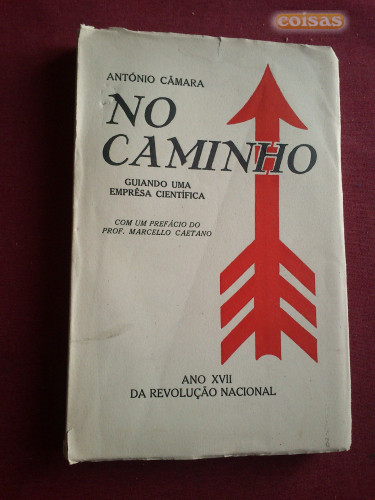 coisas
ANTÓNIO CÂMARA
NO
CAMINHO
GUIANDO UMA
EMPRÊSA CIENTÍFICA
COM UM PREFÁCIO DO
PROF. MARCELLO CAETANO
ANO XVII
DA REVOLUÇÃO NACIONAL